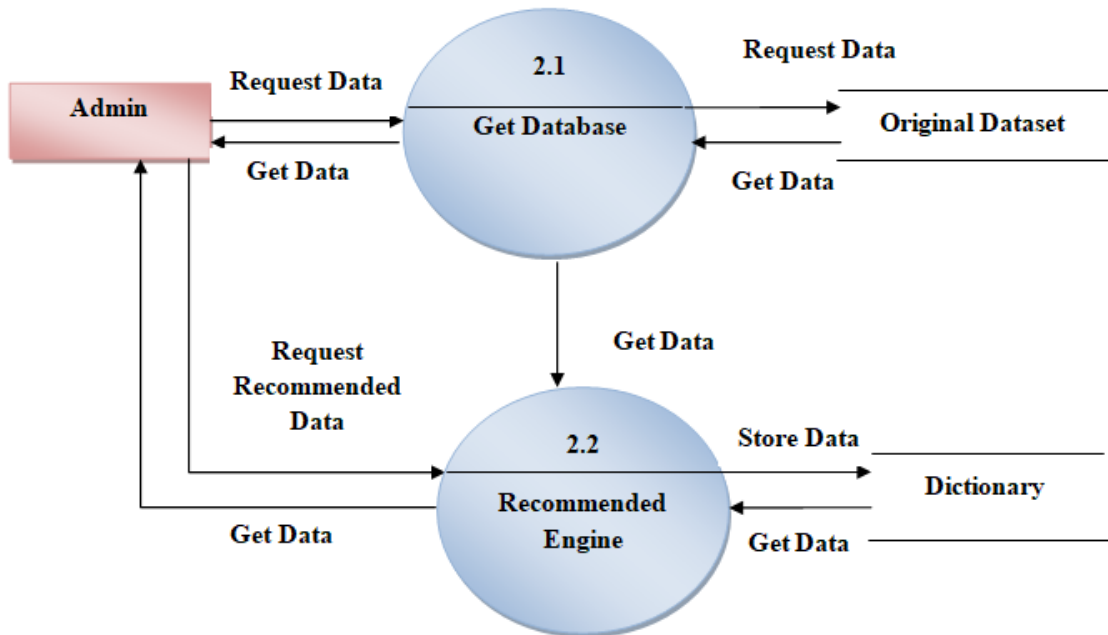 2.1
Request Data
Request Data
Admin
Get Database
Original Dataset
Get Data
Get Data
Get Data
Request
Recommended
Data
2.2
Store Data
Dictionary
Recommended
Engine
Get Data
Get Data